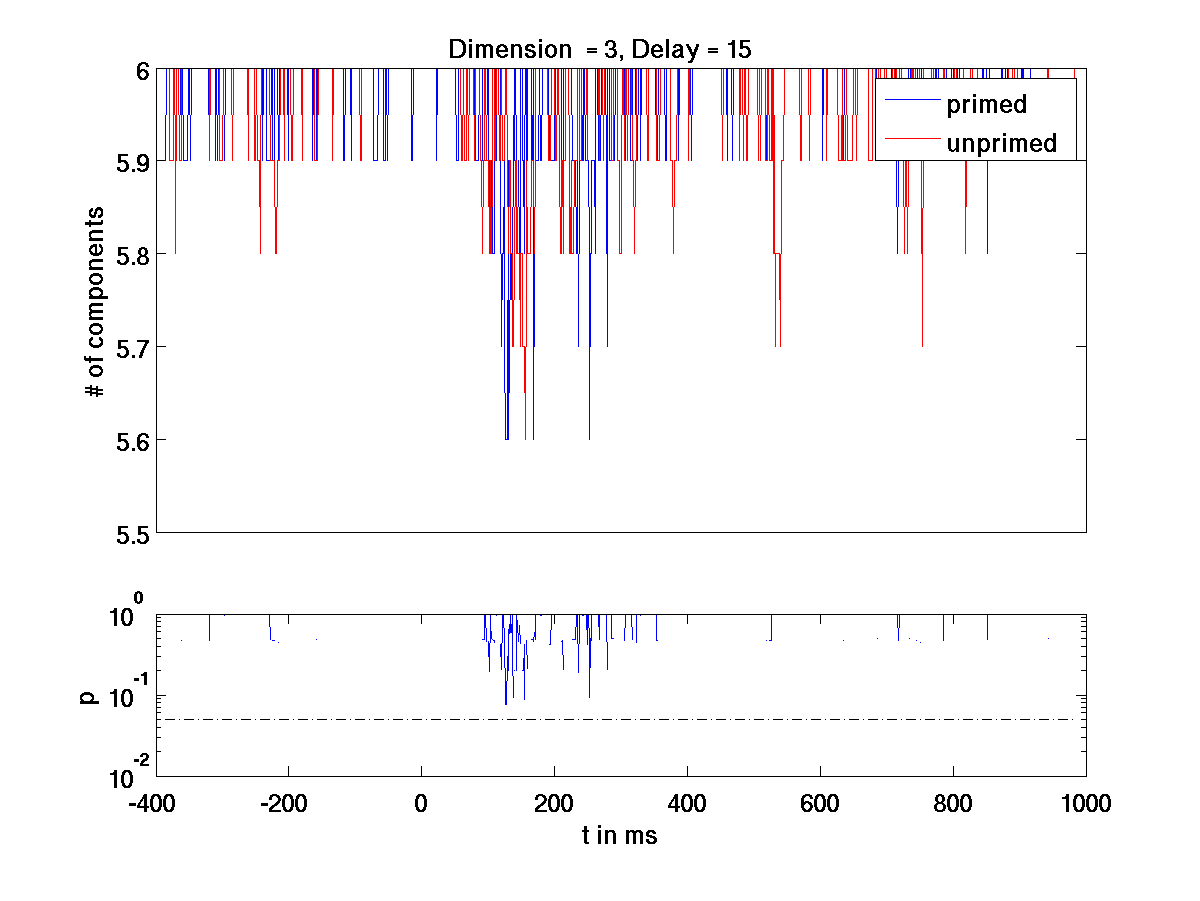 Dimension = 3, Delay = 15
6
5.9
5.8
5.7
5.6
5.5
# of components
primed
unprimed
10^0
10^-1
10^-2
p
-400 -200 0 200 400 600 800 1000
t in ms